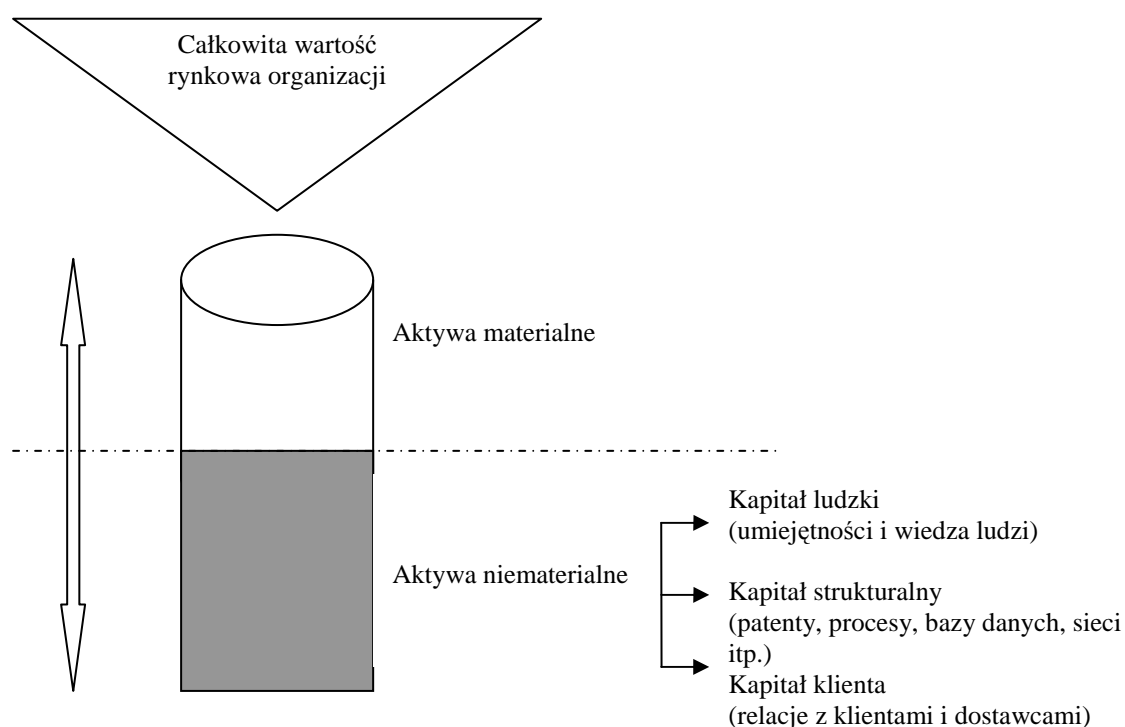 Całkowita wartość
rynkowa organizacji
Aktywa materialne
Aktywa niematerialne
Kapitał ludzki
(umiejętności i wiedza ludzi)
Kapitał strukturalny
(patenty, procesy, bazy danych, sieci
itp.)
Kapitał klienta
(relacje z klientami i dostawcami)